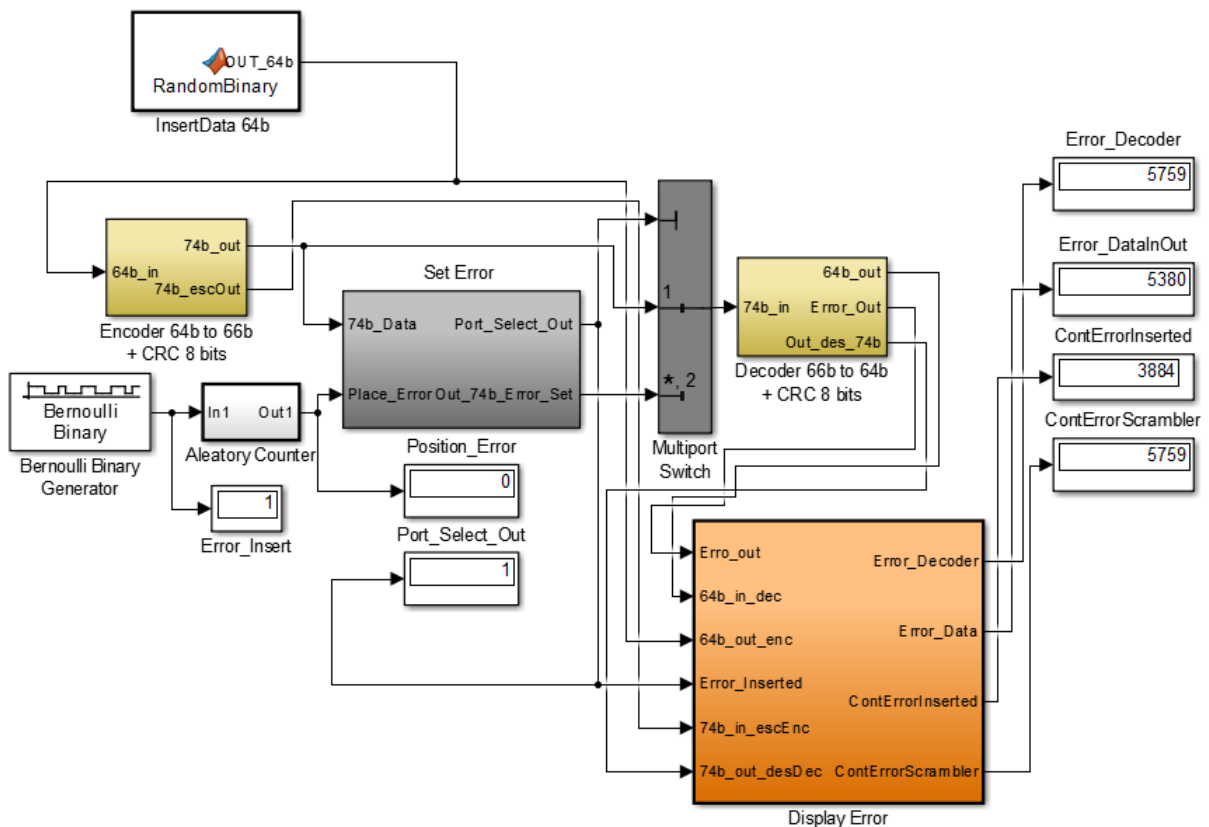 OUT_64b
RandomBinary
InsertData 64b
74b_out
64b_in
74b_escOut
Encoder 64b to 66b
+ CRC 8 bits
Set Error
74b_Data
Port_Select_Out
Place_Error
Out_74b_Error_Set
1
*, 2
Multiport
Switch
64b_out
74b_in
Error_Out
Out_des_74b
Decoder 66b to 64b
+ CRC 8 bits
Error_Decoder
5759
Error_DataInOut
5380
ContErrorInserted
3884
ContErrorScrambler
5759
Bernoulli
Binary
Bernoulli Binary
Generator
In1
Out1
Aleatory Counter
1
Error_Insert
Position_Error
0
Port_Select_Out
1
Erro_out
64b_in_dec
64b_out_enc
Error_Inserted
74b_in_escEnc
74b_out_desDec
Error_Decoder
Error_Data
ContErrorInserted
ContErrorScrambler
Display Error